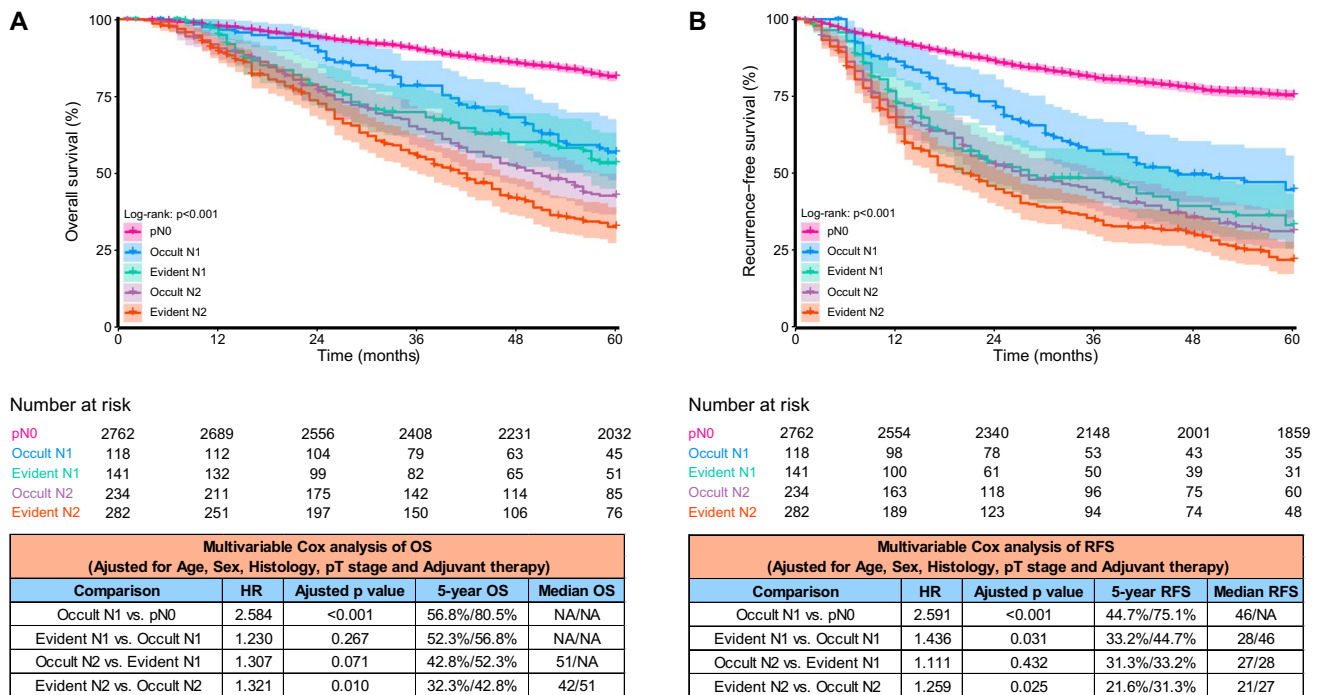 A
Overall survival (%)
100
75
50
25
0
Log-rank: p<0.001
pN0
Occult N1
Evident N1
Occult N2
Evident N2
0 12 24 36 48 60
Time (months)
Number at risk
pN0 2762 2689 2556 2408 2231 2032
Occult N1 118 112 104 79 63 45
Evident N1 141 132 99 82 65 51
Occult N2 234 211 175 142 114 85
Evident N2 282 251 197 150 106 76
Multivariable Cox analysis of OS
(Ajusted for Age, Sex, Histology, pT stage and Adjuvant therapy)
Comparison HR Ajusted p value 5-year OS Median OS
Occult N1 vs. pN0 2.584 <0.001 56.8%/80.5% NA/NA
Evident N1 vs. Occult N1 1.230 0.267 52.3%/56.8% NA/NA
Occult N2 vs. Evident N1 1.307 0.071 42.8%/52.3% 51/NA
Evident N2 vs. Occult N2 1.321 0.010 32.3%/42.8% 42/51
B
Recurrence-free survival (%)
100
75
50
25
0
Log-rank: p<0.001
pN0
Occult N1
Evident N1
Occult N2
Evident N2
0 12 24 36 48 60
Time (months)
Number at risk
pN0 2762 2554 2340 2148 2001 1859
Occult N1 118 98 78 53 43 35
Evident N1 141 100 61 50 39 31
Occult N2 234 163 118 96 75 60
Evident N2 282 189 123 94 74 48
Multivariable Cox analysis of RFS
(Ajusted for Age, Sex, Histology, pT stage and Adjuvant therapy)
Comparison HR Ajusted p value 5-year RFS Median RFS
Occult N1 vs. pN0 2.591 <0.001 44.7%/75.1% 46/NA
Evident N1 vs. Occult N1 1.436 0.031 33.2%/44.7% 28/46
Occult N2 vs. Evident N1 1.111 0.432 31.3%/33.2% 27/28
Evident N2 vs. Occult N2 1.259 0.025 21.6%/31.3% 21/27